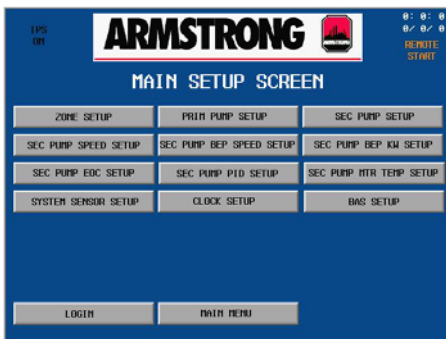 IPS
ON
ARMSTRONG
ARMSTRONG
0: 0: 0
0/ 0/ 0
REMOTE
START
MAIN SETUP SCREEN
ZONE SETUP
PRIM PUMP SETUP
SEC PUMP SETUP
SEC PUMP SPEED SETUP
SEC PUMP BEP SPEED SETUP
SEC PUMP BEP KW SETUP
SEC PUMP EOC SETUP
SEC PUMP PID SETUP
SEC PUMP MTR TEMP SETUP
SYSTEM SENSOR SETUP
CLOCK SETUP
BAS SETUP
LOGIN
MAIN MENU